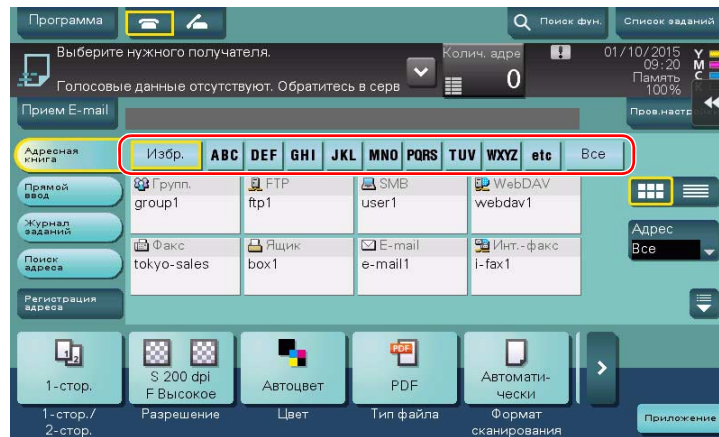 Программа
Поиск фун.
Список заданий
Выберите нужного получателя.
Голосовые данные отсутствуют. Обратитесь в серв
Колич. адре
0
01/10/2015
09:20
Память
100%
Y
M
C
K
Прием E-mail
Адресная книга
Избр.
ABC
DEF
GHI
JKL
MNO
PQRS
TUV
WXYZ
etc
Все
Прямой ввод
Журнал заданий
Поиск адреса
Регистрация адреса
Групп.
group1
FTP
ftp1
SMB
user1
WebDAV
webdav1
Факс
tokyo-sales
Ящик
box1
E-mail
e-mail1
Инт.-факс
i-fax1
Адрес
Все
1-стор.
S 200 dpi
F Высокое
Автоцвет
PDF
PDF
Автомати-
чески
1-стор./
2-стор.
Разрешение
Цвет
Тип файла
Формат
сканирования
Приложение